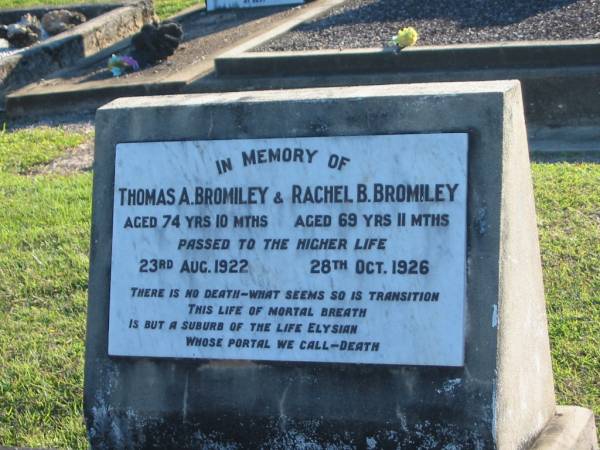 IN MEMORY OF
THOMAS A. BROMILEY & RACHEL B. BROMILEY
AGED 74 YRS 10 MTHS AGED 69 YRS 11 MTHS
PASSED TO THE HIGHER LIFE
23RD AUG. 1922 28TH OCT. 1926
THERE IS NO DEATH-WHAT SEEMS SO IS TRANSITION
THIS LIFE OF MORTAL BREATH
IS BUT A SUBURB OF THE LIFE ELYSIAN
WHOSE PORTAL WE CALL-DEATH